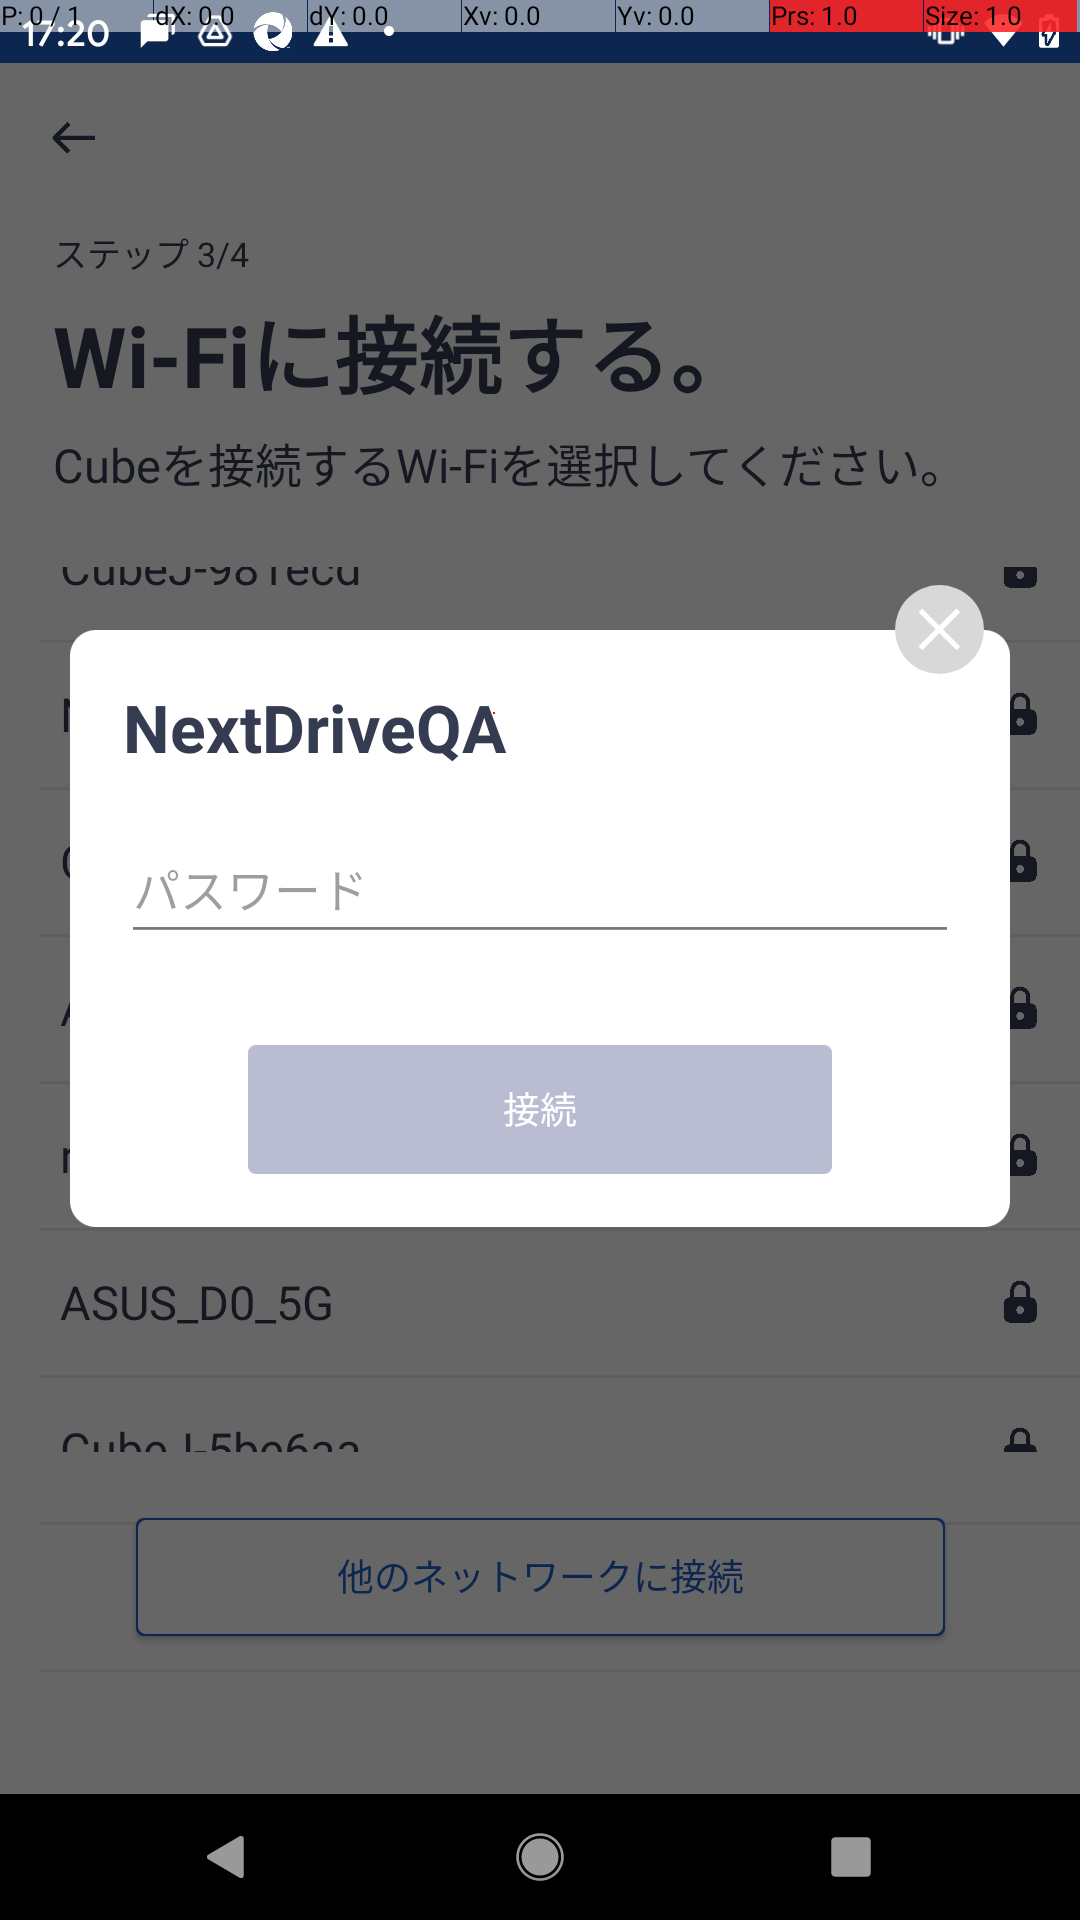 P: 0 / 1 dX: 0.0 dY: 0.0 Xv: 0.0 Yv: 0.0 Prs: 1.0 Size: 1.0
17:20
ステップ 3/4
Wi-Fiに接続する。
Cubeを接続するWi-Fiを選択してください。
CubeJ-981ecd
NextDriveQA
パスワード
接続
ASUS_D0_5G
CubeJ-5be6aa
他のネットワークに接続